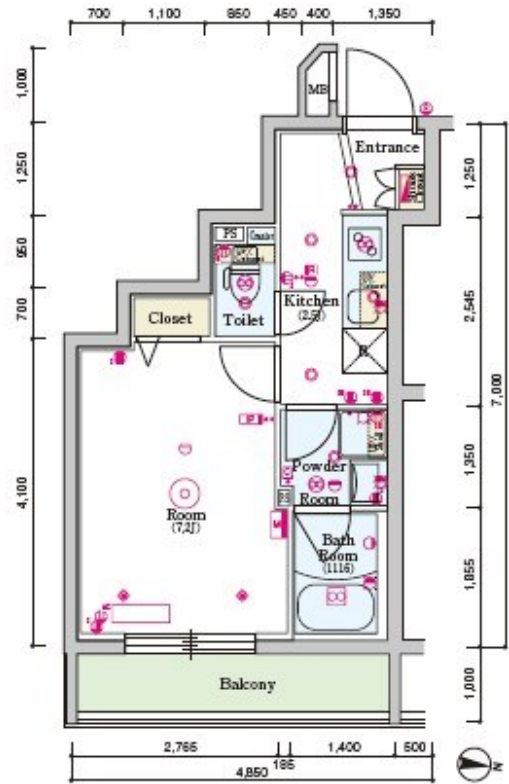 700 1,100 850 450 400 1,350
1,000
1,250
950
700
4,100
MB
Entrance
PS
Closet
Toilet
Kitchen
(2.5J)
R
Powder
Room
PS
Room
(7.2J)
Bath
Room
(1116)
Balcony
1,250
2,545
1,350
1,855
1,000
7,000
2,765 1,400 500
185
4,850
N